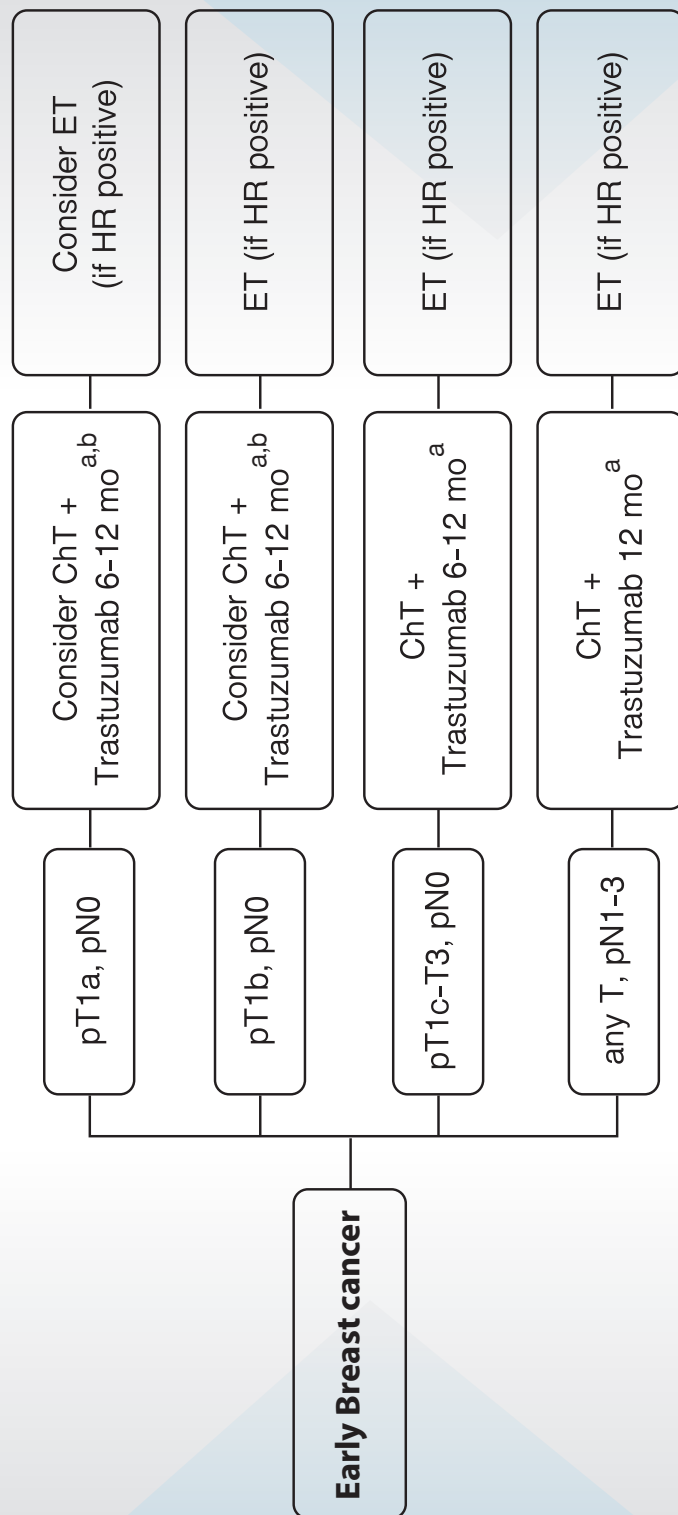 Early Breast cancer
pT1a, pN0
Consider ChT +
Trastuzumab 6-12 mo a,b
Consider ET
(if HR positive)
pT1b, pN0
Consider ChT +
Trastuzumab 6-12 mo a,b
ET (if HR positive)
pT1c-T3, pN0
ChT +
Trastuzumab 6-12 mo a
ET (if HR positive)
any T, pN1-3
ChT +
Trastuzumab 12 mo a
ET (if HR positive)